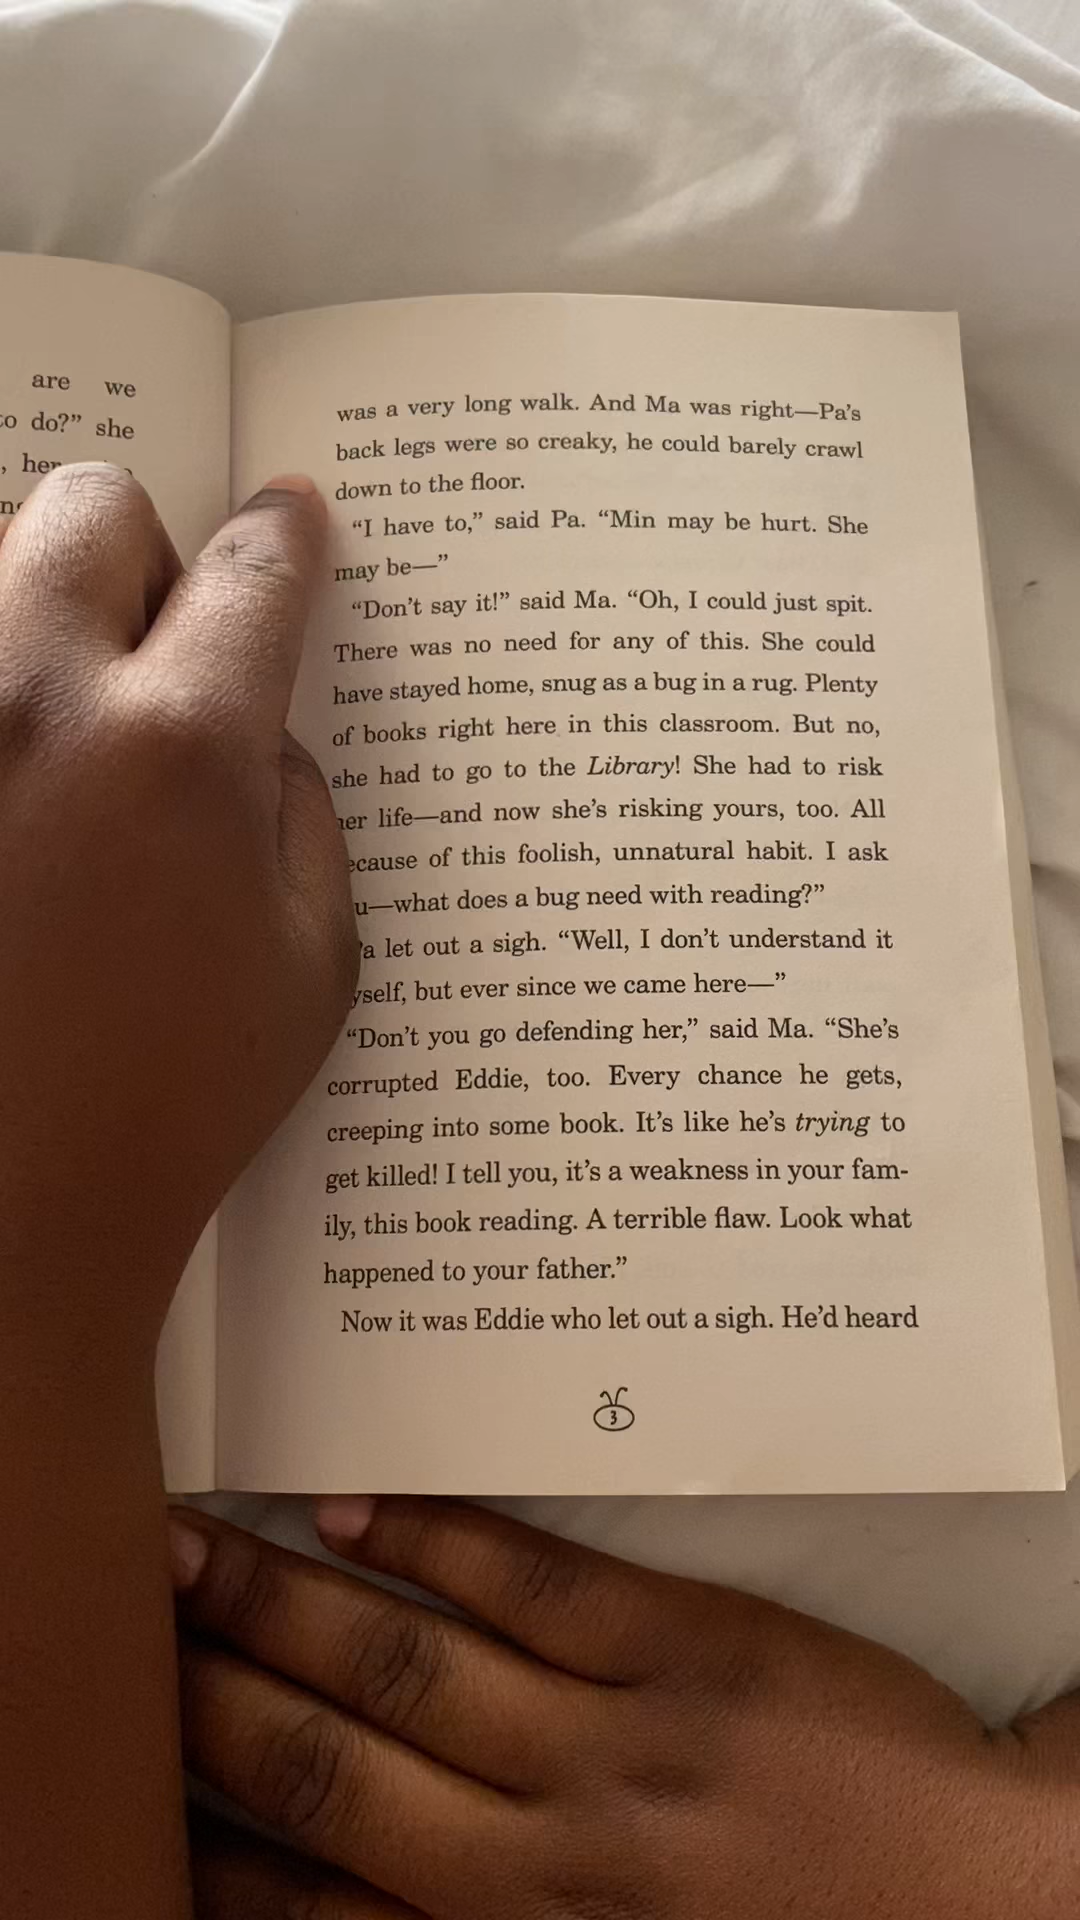 are we
to do?” she
, her
was a very long walk. And Ma was right—Pa’s
back legs were so creaky, he could barely crawl
down to the floor.
“I have to,” said Pa. “Min may be hurt. She
may be—”
“Don’t say it!” said Ma. “Oh, I could just spit.
There was no need for any of this. She could
have stayed home, snug as a bug in a rug. Plenty
of books right here in this classroom. But no,
she had to go to the Library! She had to risk
her life—and now she’s risking yours, too. All
ecause of this foolish, unnatural habit. I ask
u—what does a bug need with reading?”
’a let out a sigh. “Well, I don’t understand it
yself, but ever since we came here—”
“Don’t you go defending her,” said Ma. “She’s
corrupted Eddie, too. Every chance he gets,
creeping into some book. It’s like he’s trying to
get killed! I tell you, it’s a weakness in your fam-
ily, this book reading. A terrible flaw. Look what
happened to your father.”
Now it was Eddie who let out a sigh. He’d heard
3